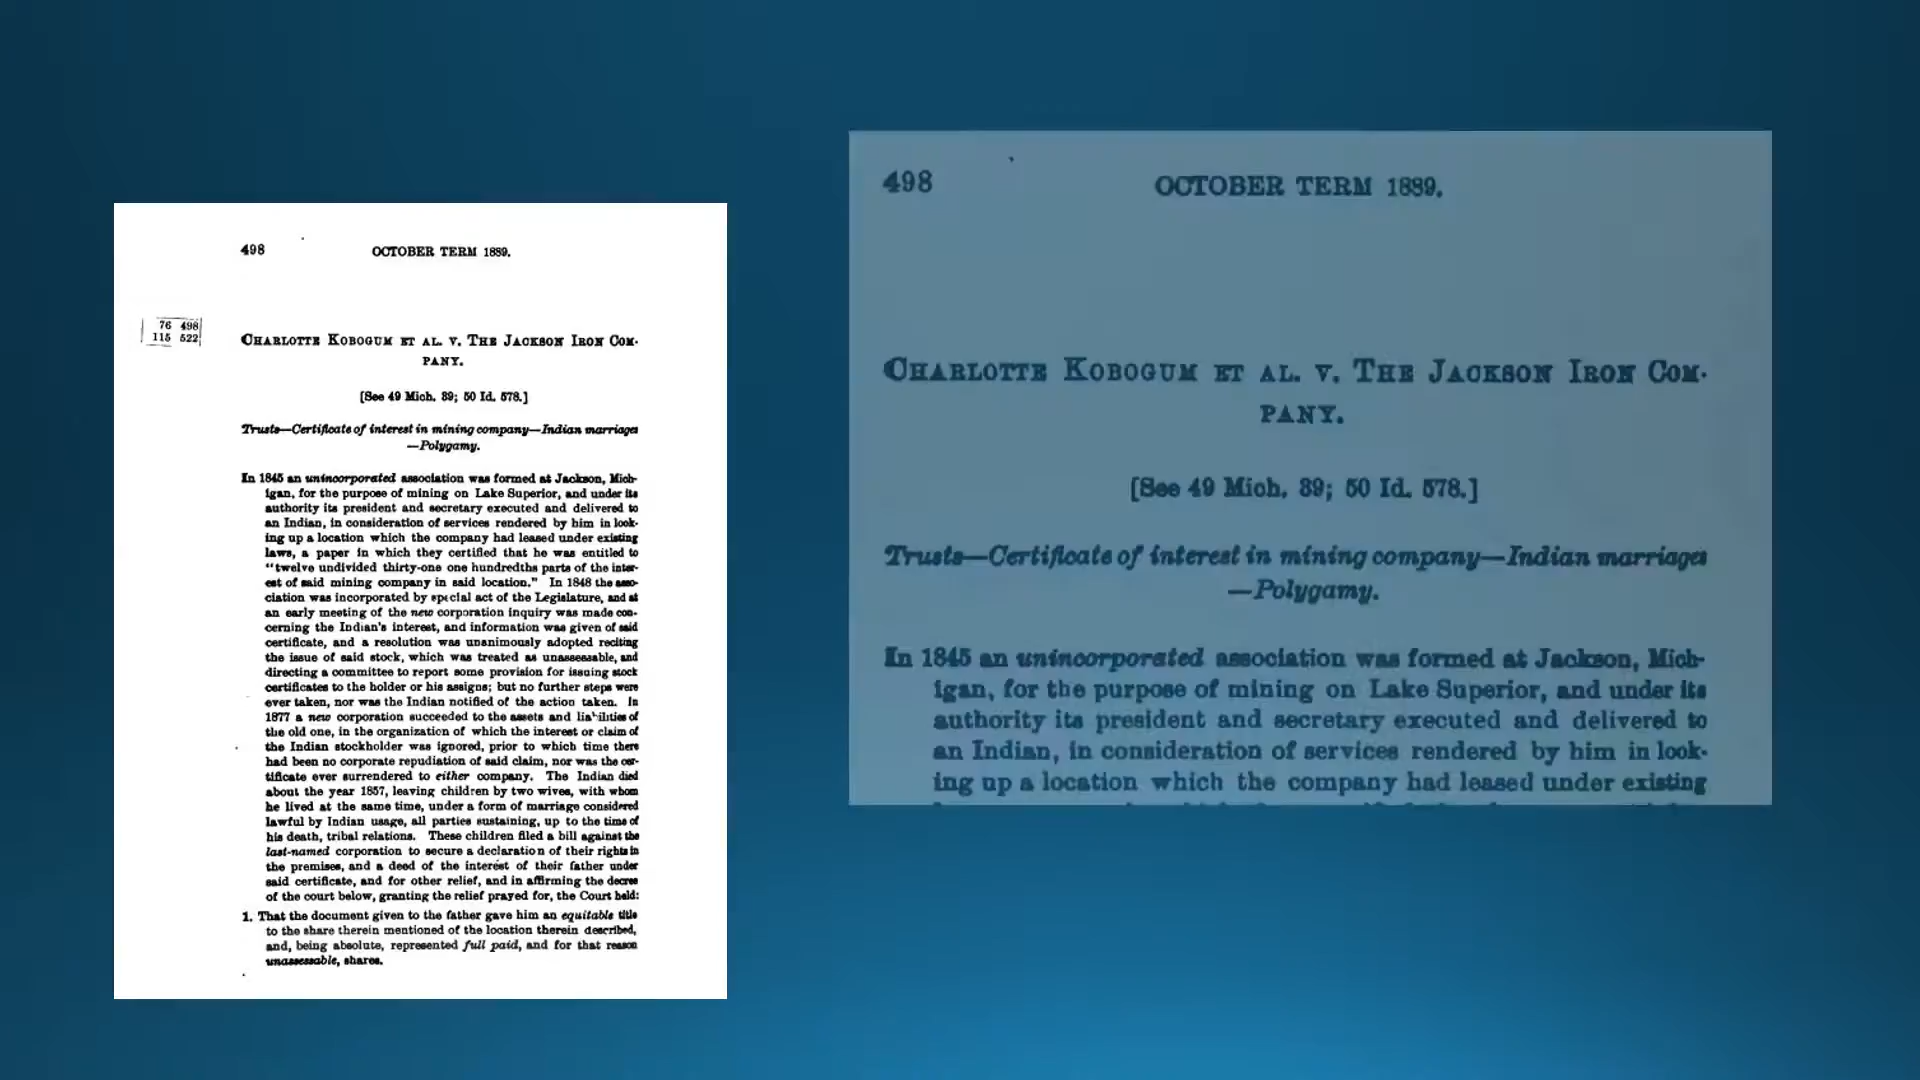 498 OCTOBER TERM 1889.
76 498
115 522
CHARLOTTE KOBOGUM ET AL. V. THE JACKSON IRON COM-
PANY.
[See 49 Mich. 39; 50 Id. 578.]
Trusts—Certificate of interest in mining company—Indian marriages
—Polygamy.
In 1845 an unincorporated association was formed at Jackson, Mich-
igan, for the purpose of mining on Lake Superior, and under its
authority its president and secretary executed and delivered to
an Indian, in consideration of services rendered by him in look-
ing up a location which the company had leased under existing
laws, a paper in which they certified that he was entitled to
“twelve undivided thirty-one one hundredths parts of the inter-
est of said mining company in said location.” In 1848 the asso-
ciation was incorporated by special act of the Legislature, and at
an early meeting of the new corporation inquiry was made con-
cerning the Indian's interest, and information was given of said
certificate, and a resolution was unanimously adopted reciting
the issue of said stock, which was treated as unassessable, and
directing a committee to report some provision for issuing stock
certificates to the holder or his assigns; but no further steps were
ever taken, nor was the Indian notified of the action taken. In
1877 a new corporation succeeded to the assets and liabilities of
the old one, in the organization of which the interest or claim of
the Indian stockholder was ignored, prior to which time there
had been no corporate repudiation of said claim, nor was the cer-
tificate ever surrendered to either company. The Indian died
about the year 1857, leaving children by two wives, with whom
he lived at the same time, under a form of marriage considered
lawful by Indian usage, all parties sustaining, up to the time of
his death, tribal relations. These children filed a bill against the
last-named corporation to secure a declaration of their rights in
the premises, and a deed of the interest of their father under
said certificate, and for other relief, and in affirming the decree
of the court below, granting the relief prayed for, the Court held:
1. That the document given to the father gave him an equitable title
to the share therein mentioned of the location therein described,
and, being absolute, represented full paid, and for that reason
unassessable, shares.
498 OCTOBER TERM 1889.
CHARLOTTE KOBOGUM ET AL. V. THE JACKSON IRON COM-
PANY.
[See 49 Mich. 39; 50 Id. 578.]
Trusts—Certificate of interest in mining company—Indian marriages
—Polygamy.
In 1845 an unincorporated association was formed at Jackson, Mich-
igan, for the purpose of mining on Lake Superior, and under its
authority its president and secretary executed and delivered to
an Indian, in consideration of services rendered by him in look-
ing up a location which the company had leased under existing